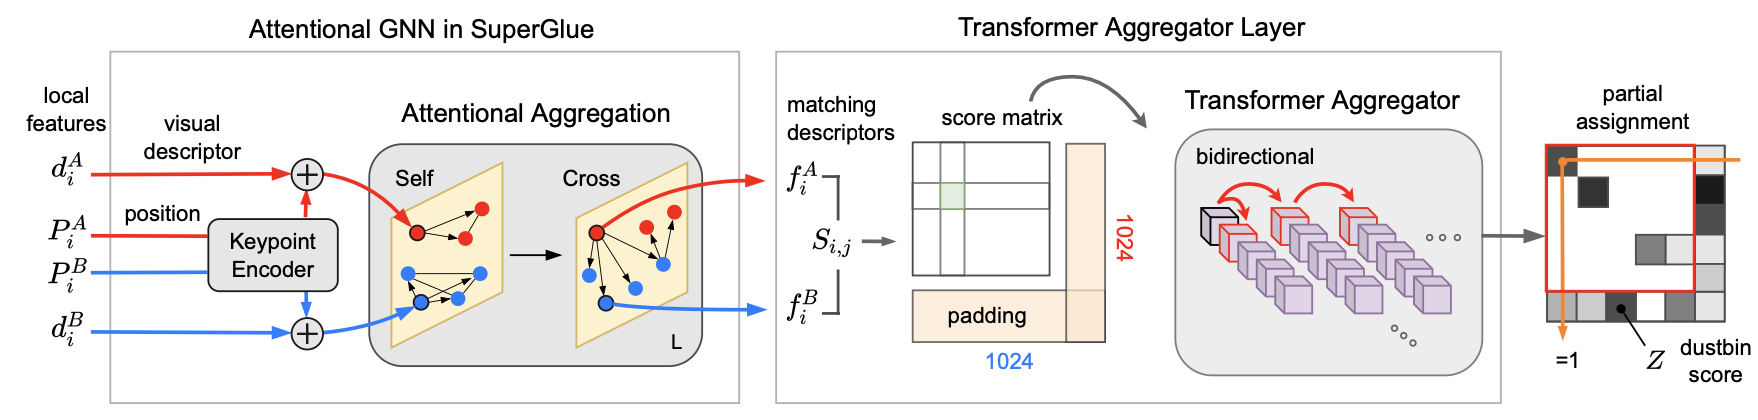 Attentional GNN in SuperGlue
Transformer Aggregator Layer
local
features
visual
descriptor
Attentional Aggregation
d_i^A
position
P_i^A
P_i^B
d_i^B
Keypoint
Encoder
+
+
Self
Cross
L
matching
descriptors
f_i^A
S_{i,j}
f_i^B
score matrix
padding
1024
1024
Transformer Aggregator
bidirectional
partial
assignment
=1
Z
dustbin
score